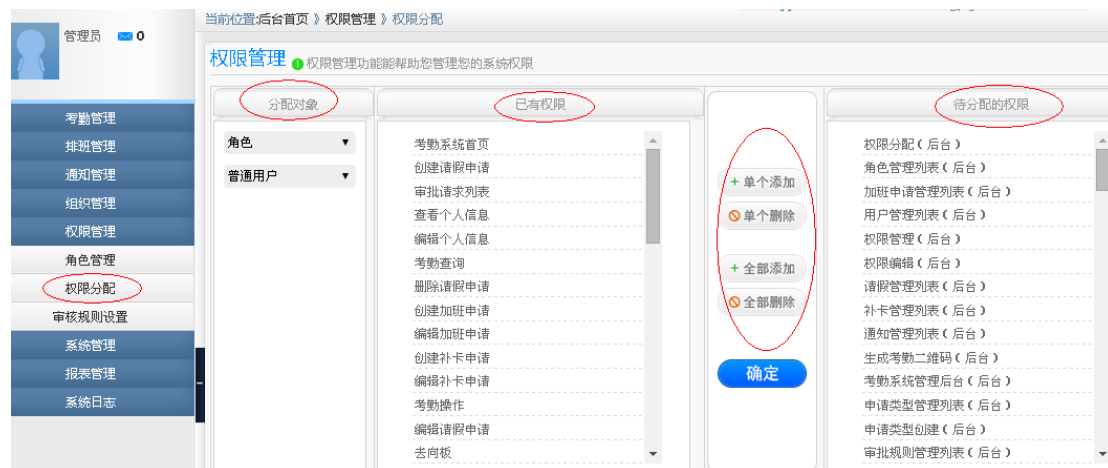 当前位置:后台首页 》权限管理 》权限分配
管理员 0
权限管理 权限管理功能能帮助您管理您的系统权限
考勤管理
排班管理
通知管理
组织管理
权限管理
角色管理
权限分配
审核规则设置
系统管理
报表管理
系统日志
分配对象
角色
普通用户
已有权限
考勤系统首页
创建请假申请
审批请求列表
查看个人信息
编辑个人信息
考勤查询
删除请假申请
创建加班申请
编辑加班申请
创建补卡申请
编辑补卡申请
考勤操作
编辑请假申请
去向板
+ 单个添加
单个删除
+ 全部添加
全部删除
确定
待分配的权限
权限分配(后台)
角色管理列表(后台)
加班申请管理列表(后台)
用户管理列表(后台)
权限管理(后台)
权限编辑(后台)
请假管理列表(后台)
补卡管理列表(后台)
通知管理列表(后台)
生成考勤二维码(后台)
考勤系统管理后台(后台)
申请类型管理列表(后台)
申请类型创建(后台)
审批规则管理列表(后台)